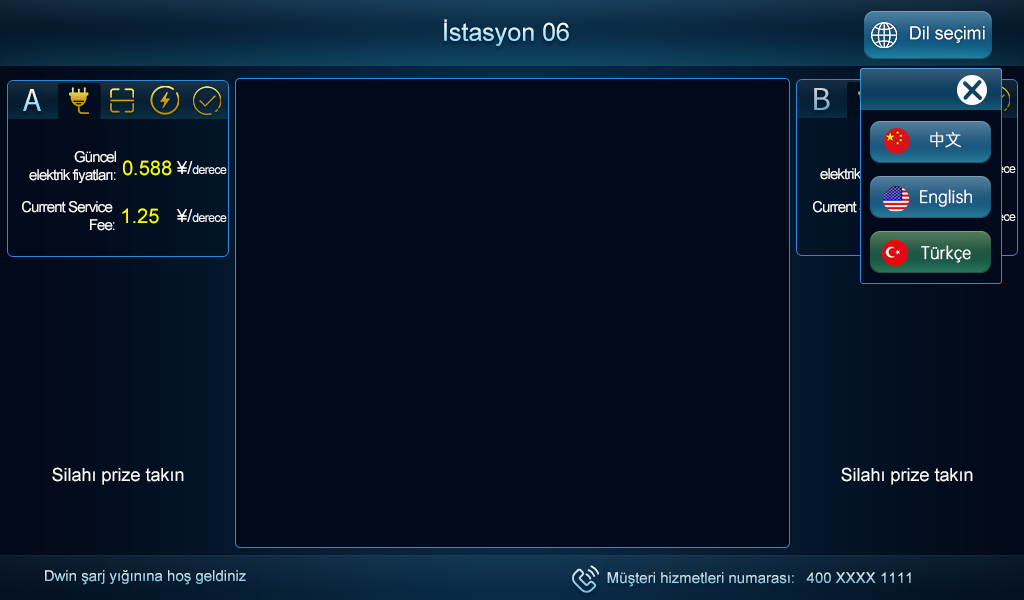 İstasyon 06
Dil seçimi
A
Güncel
elektrik fiyatları: 0.588 ¥/derece
Current Service
Fee: 1.25 ¥/derece
B
elektrik
Current
中文
English
Türkçe
Silahı prize takın
Silahı prize takın
Dwin şarj yığınına hoş geldiniz
Müşteri hizmetleri numarası: 400 XXXX 1111